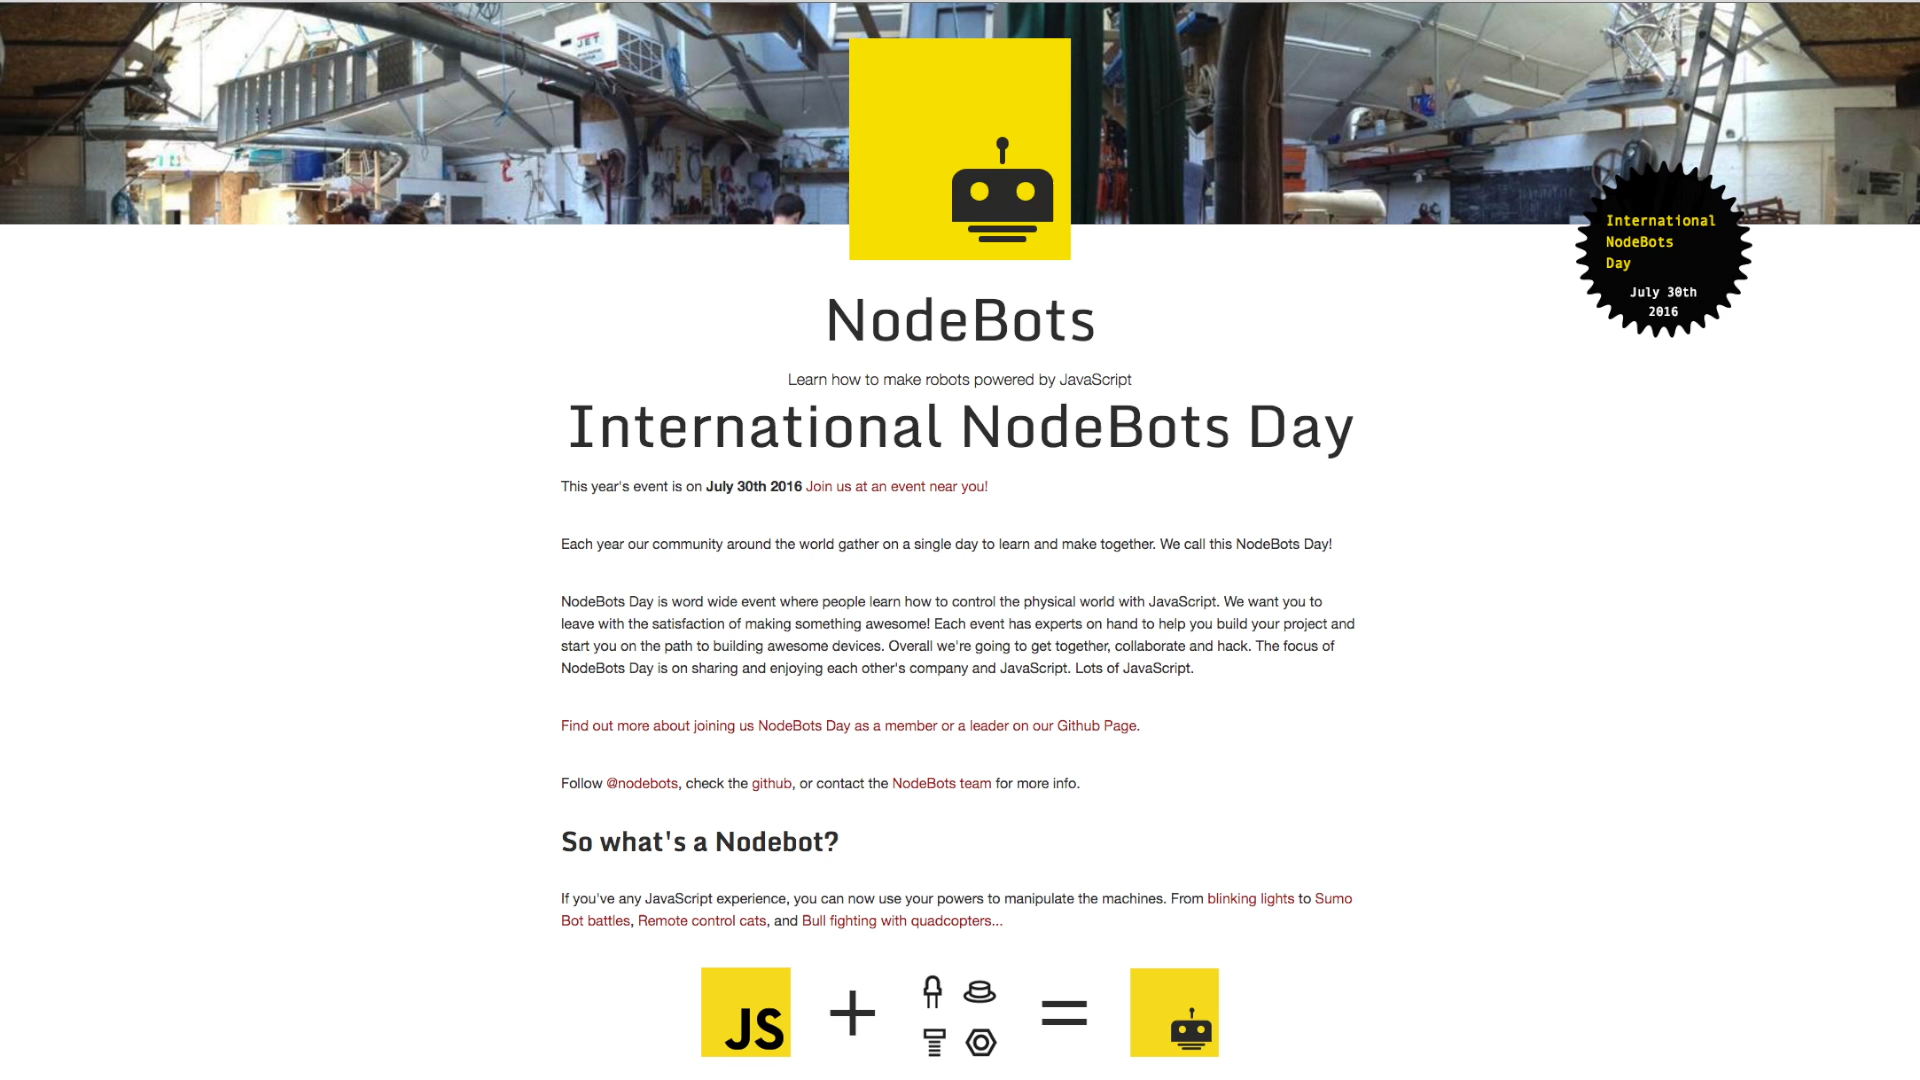 JET
International
NodeBots
Day
July 30th
2016
NodeBots
Learn how to make robots powered by JavaScript
International NodeBots Day
This year's event is on July 30th 2016 Join us at an event near you!
Each year our community around the world gather on a single day to learn and make together. We call this NodeBots Day!
NodeBots Day is word wide event where people learn how to control the physical world with JavaScript. We want you to
leave with the satisfaction of making something awesome! Each event has experts on hand to help you build your project and
start you on the path to building awesome devices. Overall we're going to get together, collaborate and hack. The focus of
NodeBots Day is on sharing and enjoying each other's company and JavaScript. Lots of JavaScript.
Find out more about joining us NodeBots Day as a member or a leader on our Github Page.
Follow @nodebots, check the github, or contact the NodeBots team for more info.
So what's a Nodebot?
If you've any JavaScript experience, you can now use your powers to manipulate the machines. From blinking lights to Sumo
Bot battles, Remote control cats, and Bull fighting with quadcopters...
JS + =